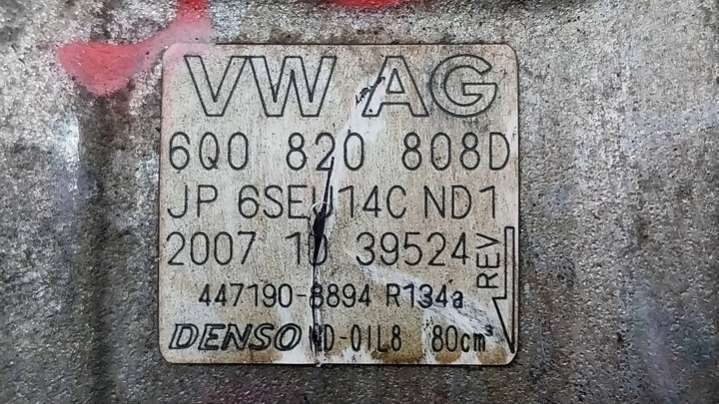 VW AG
6Q0 820 808D
JP 6SEU14C ND1
2007 10 39524
REV
447190-8894 R134a
DENSO ND-OIL8 80cm³